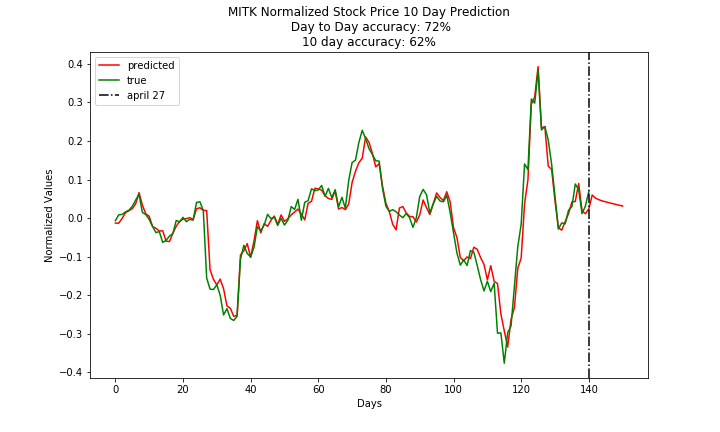 MITK Normalized Stock Price 10 Day Prediction
Day to Day accuracy: 72%
10 day accuracy: 62%
predicted
true
april 27
Normalized Values
0.4
0.3
0.2
0.1
0.0
−0.1
−0.2
−0.3
−0.4
0 20 40 60 80 100 120 140
Days